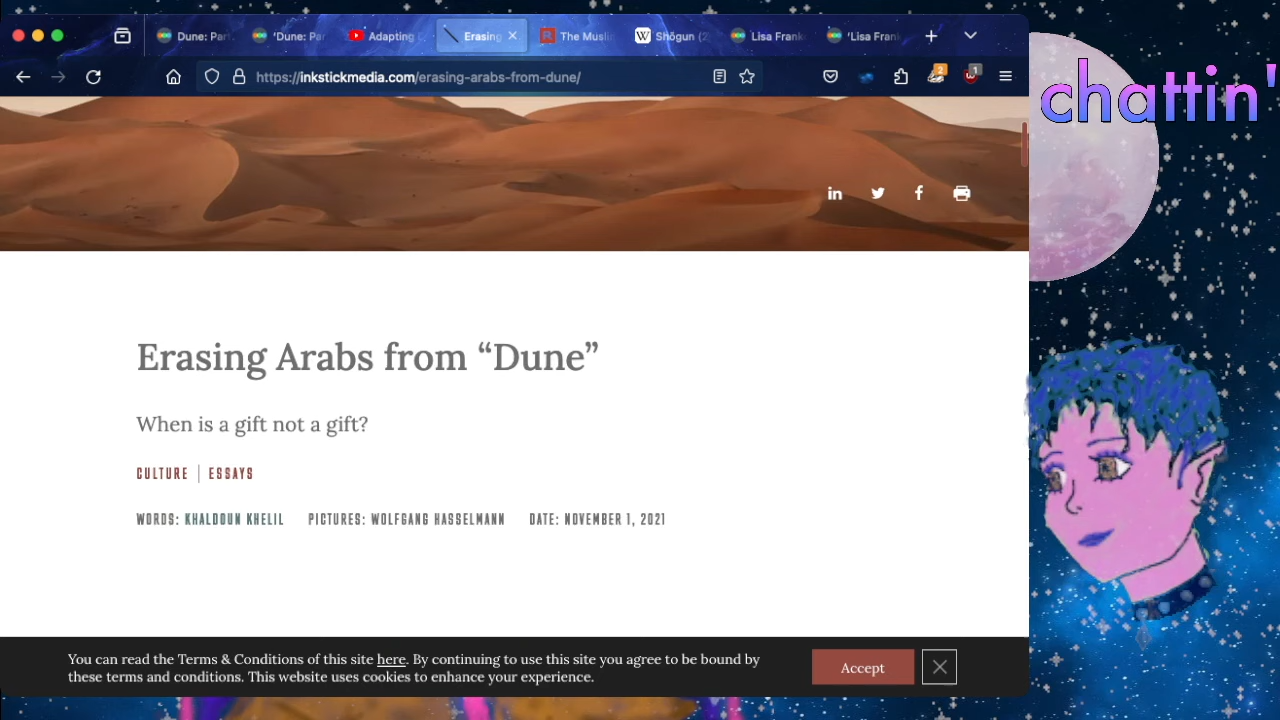 Dune: Par
'Dune: Par
Adapting
Erasing
The Musli
Shōgun (2
Lisa Frank
'Lisa Frank
https://inkstickmedia.com/erasing-arabs-from-dune/
2
1
chattin'
Erasing Arabs from “Dune”
When is a gift not a gift?
CULTURE | ESSAYS
WORDS: KHALDOUN KHELIL PICTURES: WOLFGANG HASSELMANN DATE: NOVEMBER 1, 2021
You can read the Terms & Conditions of this site here. By continuing to use this site you agree to be bound by
these terms and conditions. This website uses cookies to enhance your experience.
Accept